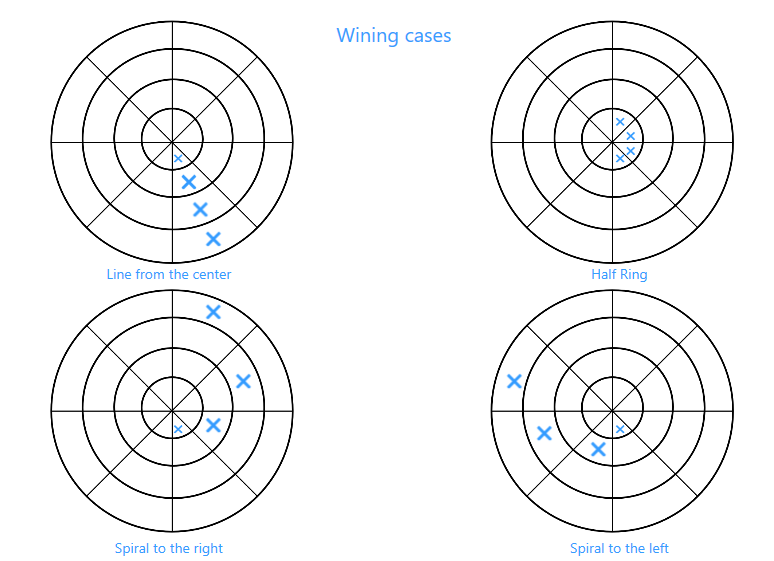 Wining cases
Line from the center
Half Ring
Spiral to the right
Spiral to the left